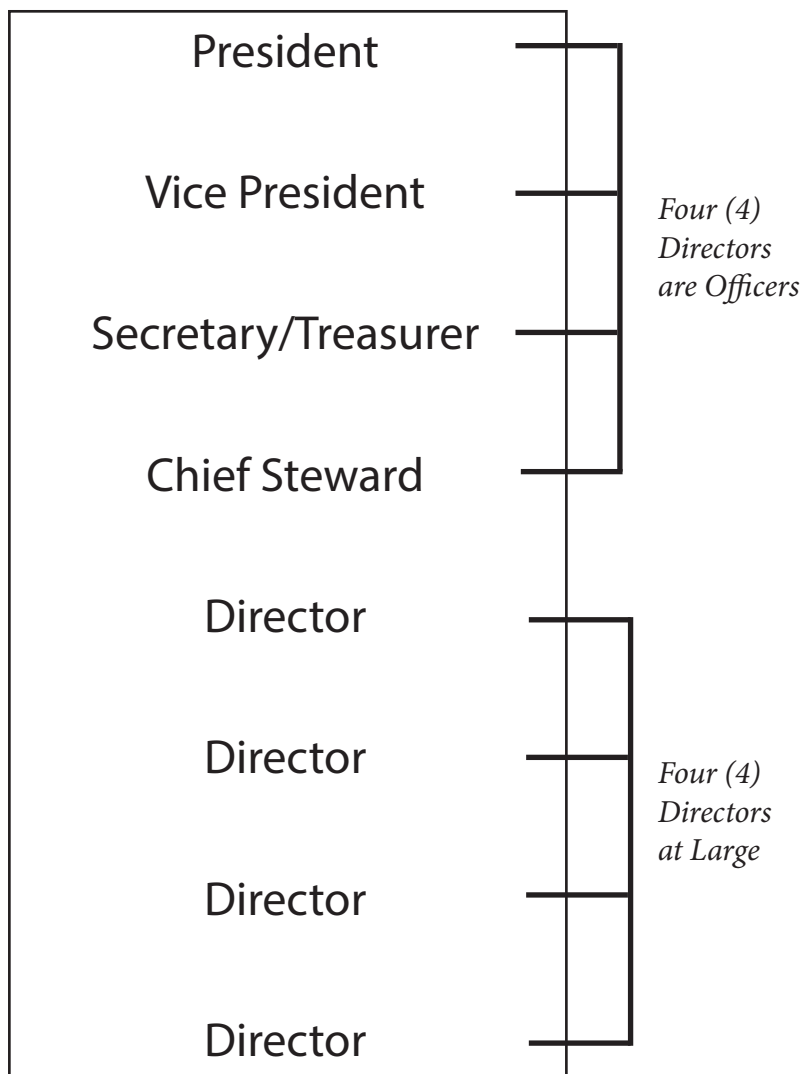 President
Vice President
Secretary/Treasurer
Chief Steward
Four (4)
Directors
are Officers
Director
Director
Director
Director
Four (4)
Directors
at Large